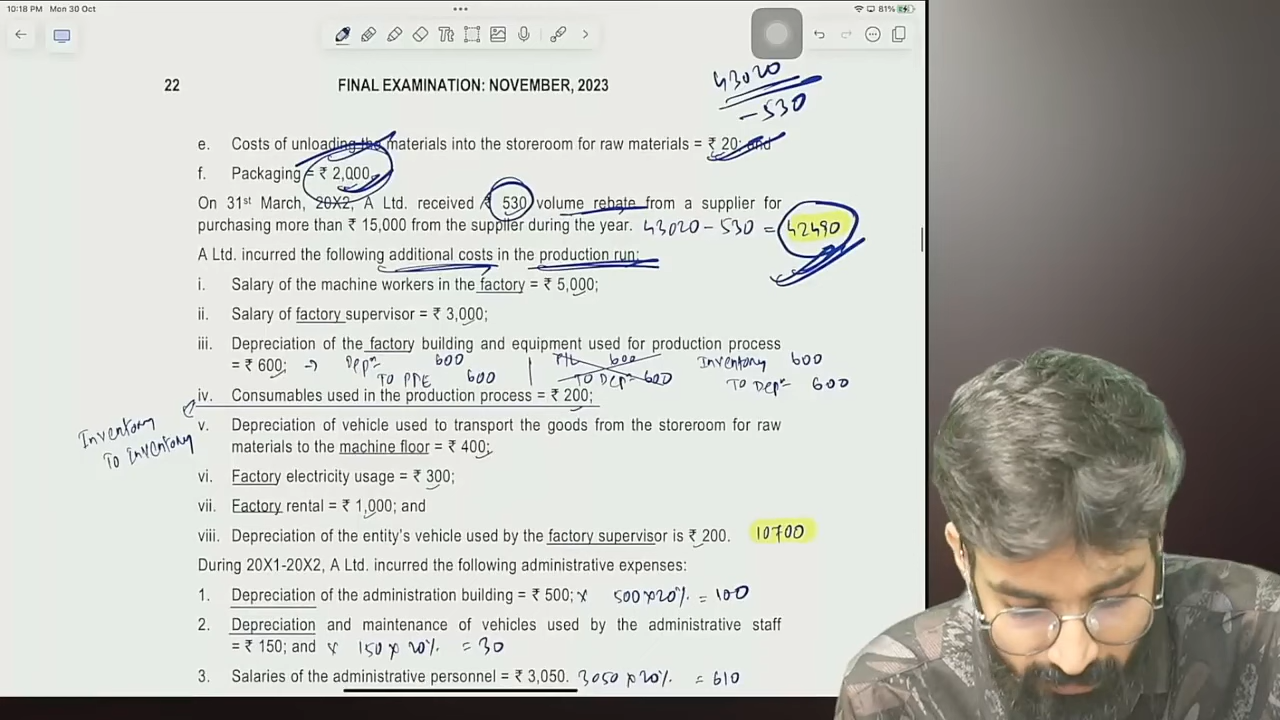 10:18 PM Mon 30 Oct
81%
22 FINAL EXAMINATION: NOVEMBER, 2023
43020
-530
e. Costs of unloading the materials into the storeroom for raw materials = ₹ 20; and
f. Packaging = ₹ 2,000.
On 31st March, 20X2, A Ltd. received ₹ 530 volume rebate from a supplier for
purchasing more than ₹ 15,000 from the supplier during the year. 43020 - 530 = 42490
A Ltd. incurred the following additional costs in the production run:
i. Salary of the machine workers in the factory = ₹ 5,000;
ii. Salary of factory supervisor = ₹ 3,000;
iii. Depreciation of the factory building and equipment used for production process
= ₹ 600; → Depn 600 P/L 600 Inventory 600
To PPE 600 To Depn 600 To Depn 600
iv. Consumables used in the production process = ₹ 200;
Inventory
To Inventory
v. Depreciation of vehicle used to transport the goods from the storeroom for raw
materials to the machine floor = ₹ 400;
vi. Factory electricity usage = ₹ 300;
vii. Factory rental = ₹ 1,000; and
viii. Depreciation of the entity's vehicle used by the factory supervisor is ₹ 200. 10700
During 20X1-20X2, A Ltd. incurred the following administrative expenses:
1. Depreciation of the administration building = ₹ 500; x 500x20% = 100
2. Depreciation and maintenance of vehicles used by the administrative staff
= ₹ 150; and x 150x20% = 30
3. Salaries of the administrative personnel = ₹ 3,050. 3050x20% = 610